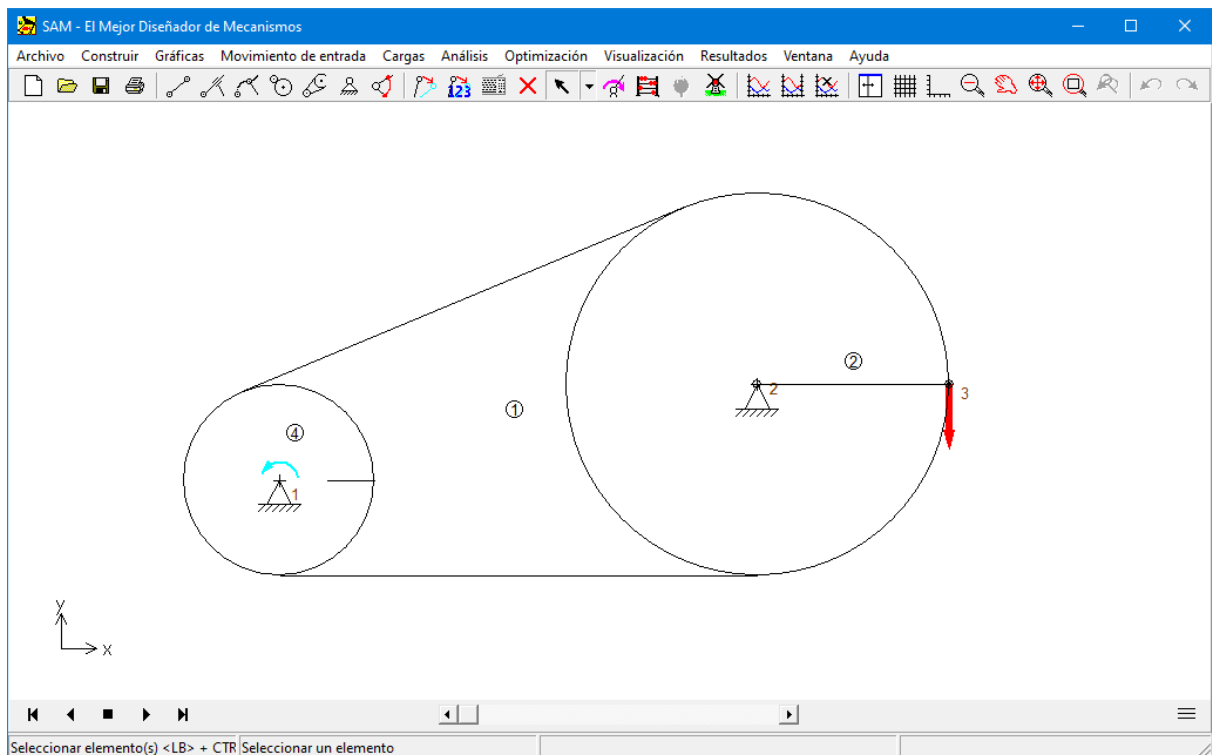 SAM - El Mejor Diseñador de Mecanismos
Archivo Construir Gráficas Movimiento de entrada Cargas Análisis Optimización Visualización Resultados Ventana Ayuda
123
2
4
1
2
3
1
y
x
Seleccionar elemento(s) <LB> + CTR Seleccionar un elemento